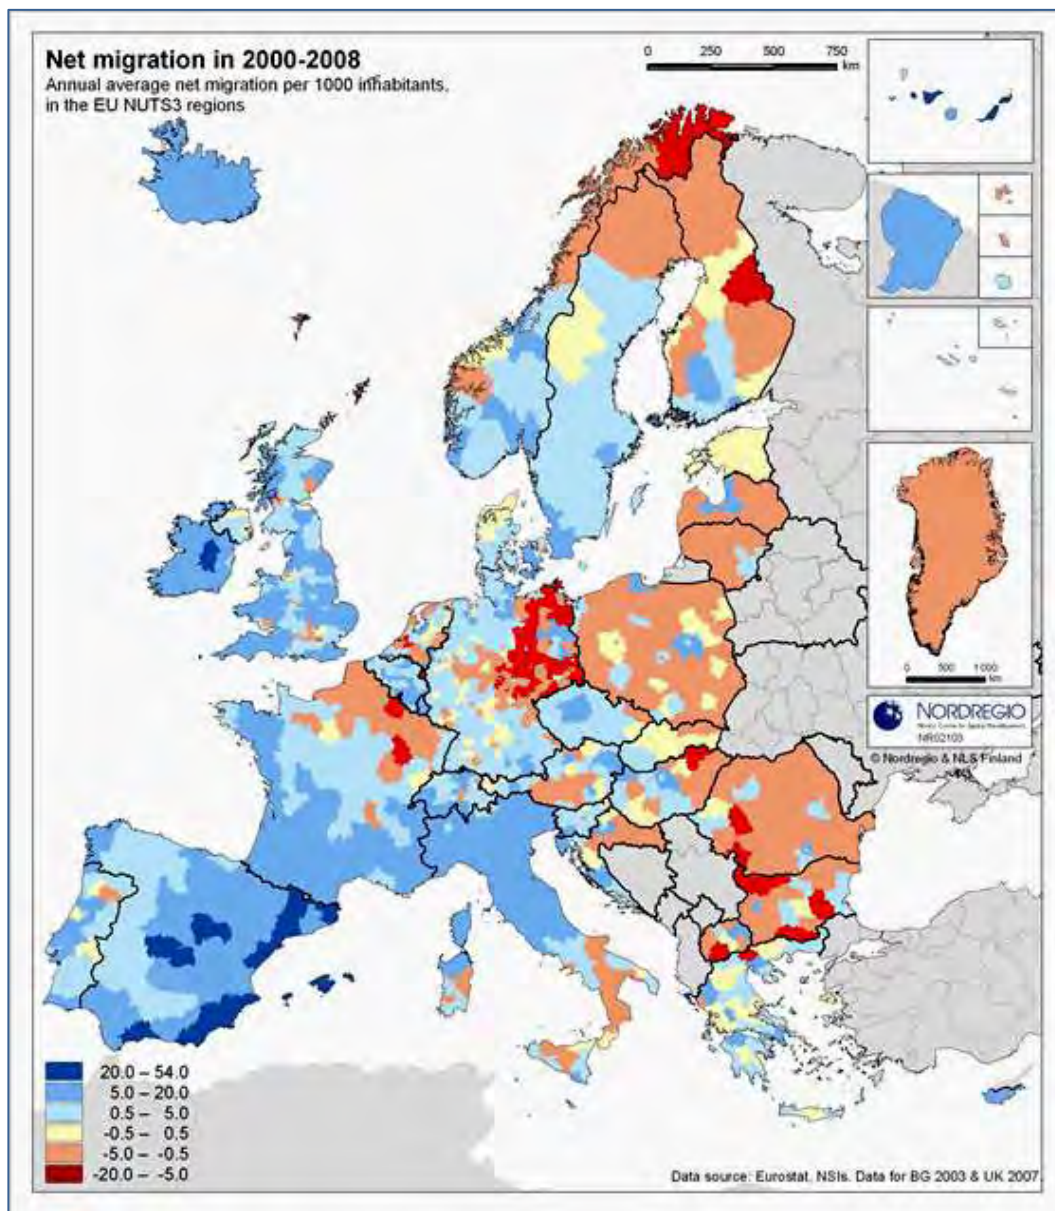 Net migration in 2000-2008
Annual average net migration per 1000 inhabitants,
in the EU NUTS3 regions
0 250 500 750
km
0 500 1000
km
NORDREGIO
NR02103
© Nordregio & NLS Finland
20.0 – 54.0
5.0 – 20.0
0.5 – 5.0
-0.5 – 0.5
-5.0 – -0.5
-20.0 – -5.0
Data source: Eurostat, NSIs. Data for BG 2003 & UK 2007.